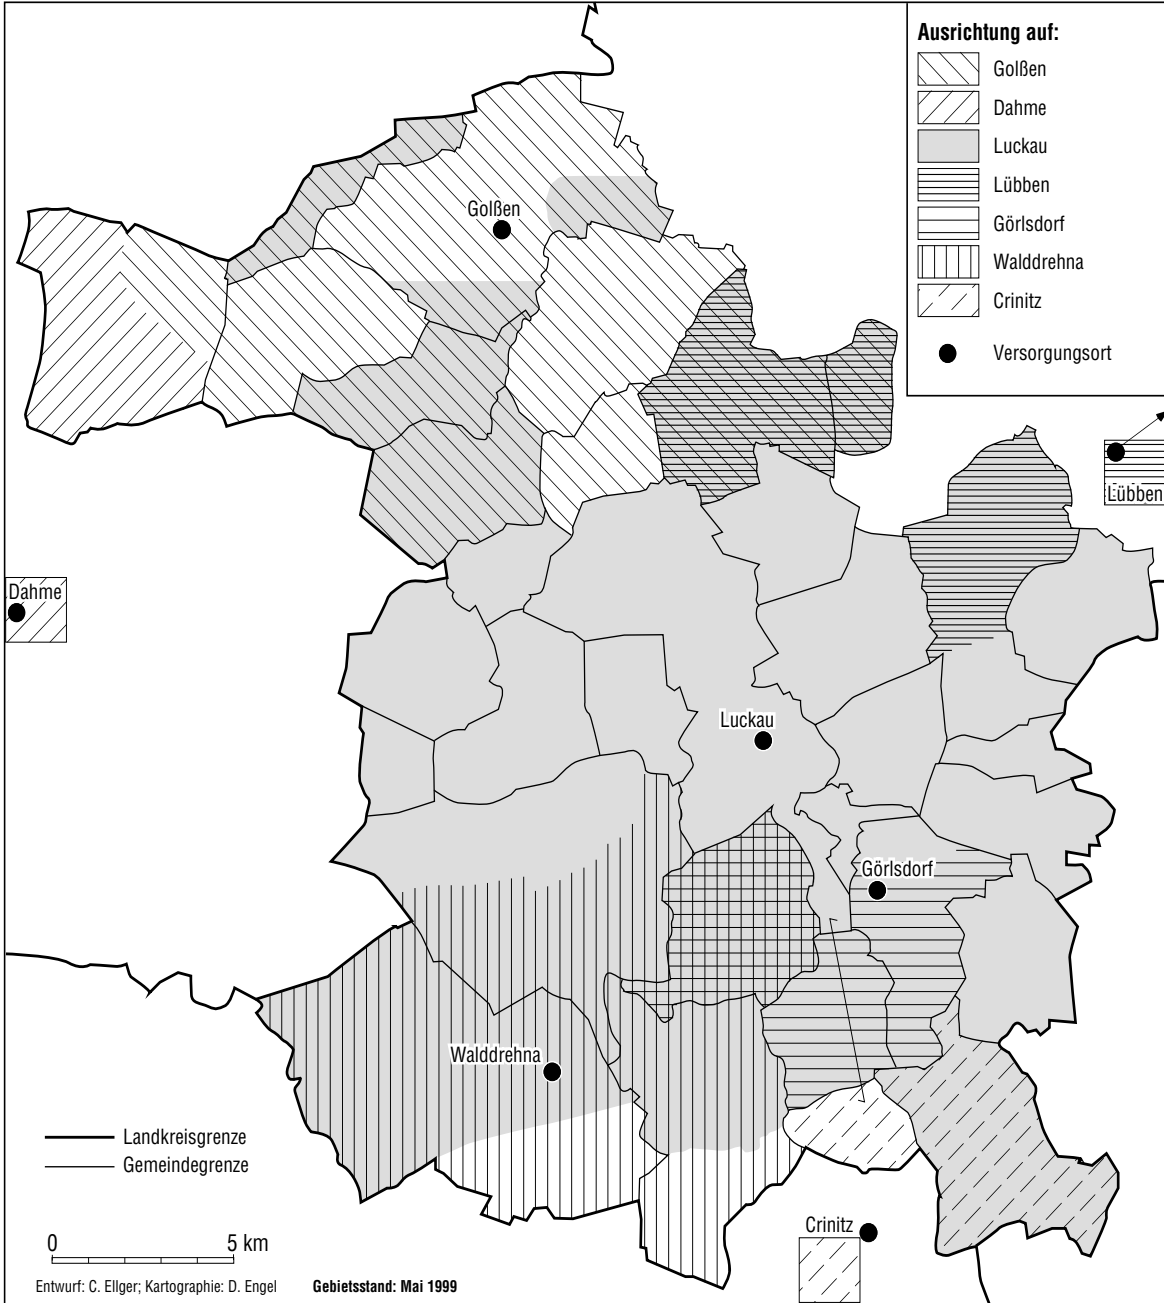 Ausrichtung auf:
Golßen
Dahme
Luckau
Lübben
Görlsdorf
Walddrehna
Crinitz
Versorgungsort
Golßen
Lübben
Dahme
Luckau
Görlsdorf
Walddrehna
Landkreisgrenze
Gemeindegrenze
Crinitz
0 5 km
Entwurf: C. Ellger; Kartographie: D. Engel Gebietsstand: Mai 1999